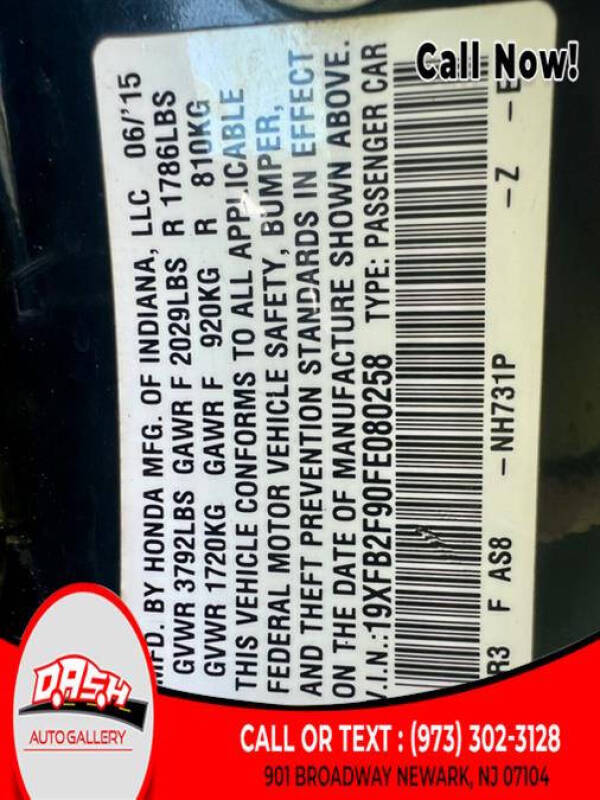 Call Now!
MFD. BY HONDA MFG. OF INDIANA, LLC 06/'15
GVWR 3792LBS GAWR F 2029LBS R 1786LBS
GVWR 1720KG GAWR F 920KG R 810KG
THIS VEHICLE CONFORMS TO ALL APPLICABLE
FEDERAL MOTOR VEHICLE SAFETY, BUMPER,
AND THEFT PREVENTION STANDARDS IN EFFECT
ON THE DATE OF MANUFACTURE SHOWN ABOVE.
V.I.N.:19XFB2F90FE080258 TYPE: PASSENGER CAR
R3 F AS8 -NH731P -Z -E
DASH
AUTO GALLERY
CALL OR TEXT : (973) 302-3128
901 BROADWAY NEWARK, NJ 07104